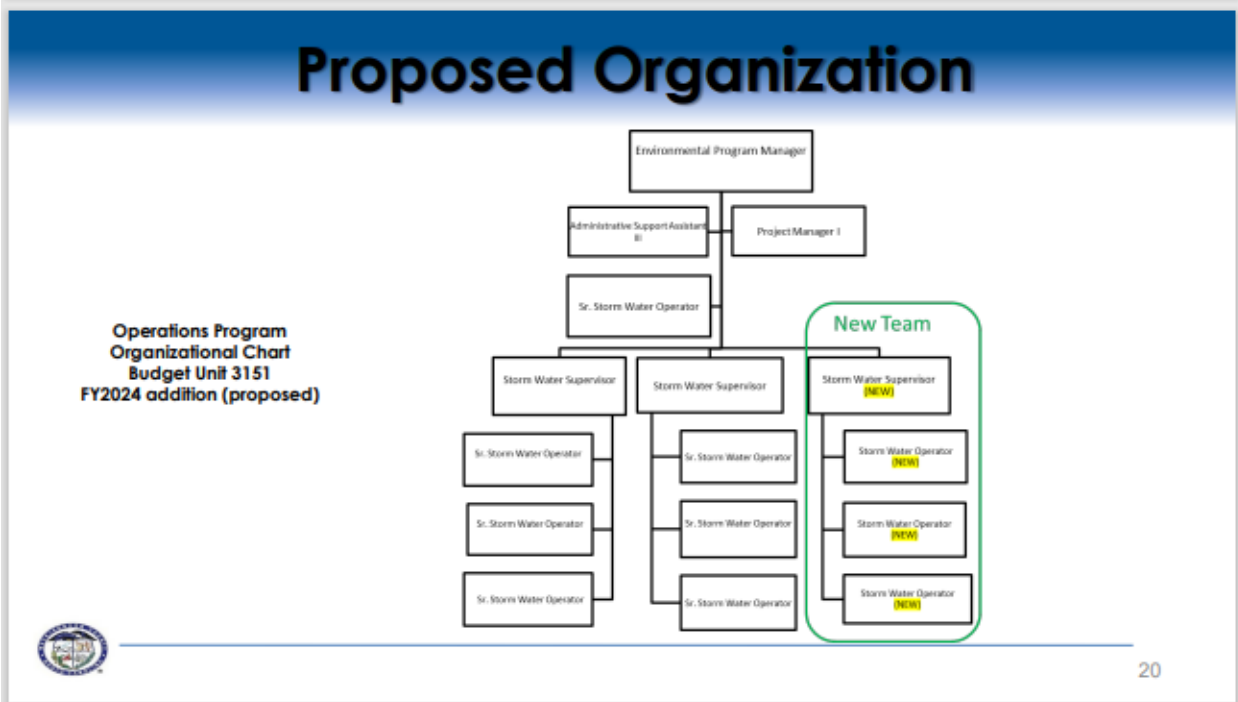 Proposed Organization
Environmental Program Manager
Administrative Support Assistant
III
Project Manager I
Sr. Storm Water Operator
Operations Program
Organizational Chart
Budget Unit 3151
FY2024 addition (proposed)
New Team
Storm Water Supervisor
Storm Water Supervisor
Storm Water Supervisor
(NEW)
Sr. Storm Water Operator
Sr. Storm Water Operator
Sr. Storm Water Operator
Sr. Storm Water Operator
Sr. Storm Water Operator
Sr. Storm Water Operator
Storm Water Operator
(NEW)
Storm Water Operator
(NEW)
Storm Water Operator
(NEW)
20